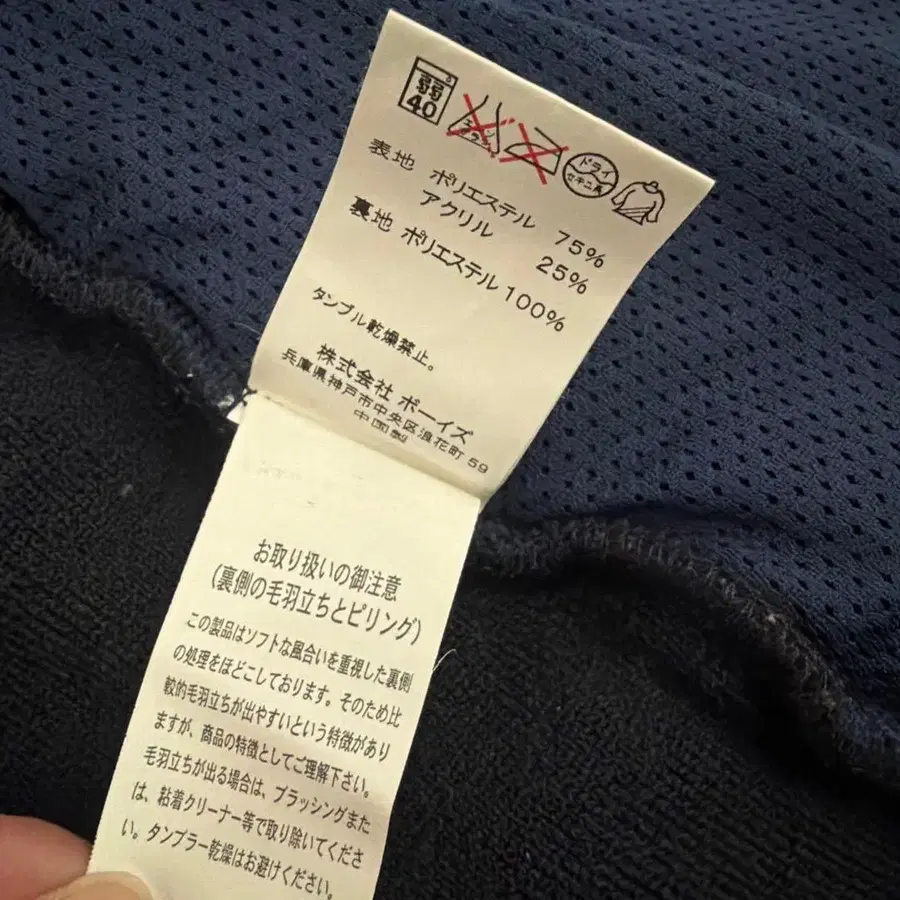 弱
40
エンソ
サラシ
ドライ
セキユ系
表地 ポリエステル 75%
アクリル 25%
裏地 ポリエステル 100%
タンブル乾燥禁止。
株式会社 ボーイズ
兵庫県神戸市中央区浪花町 59
中国製
お取り扱いの御注意
(裏側の毛羽立ちとピリング)
この製品はソフトな風合いを重視した裏側
の処理をほどこしております。そのため比
較的毛羽立ちが出やすいという特徴があり
ますが、商品の特徴としてご理解下さい。
毛羽立ちが出る場合は、ブラッシングまた
は、粘着クリーナー等で取り除いてくださ
い。タンブラー乾燥はお避けください。